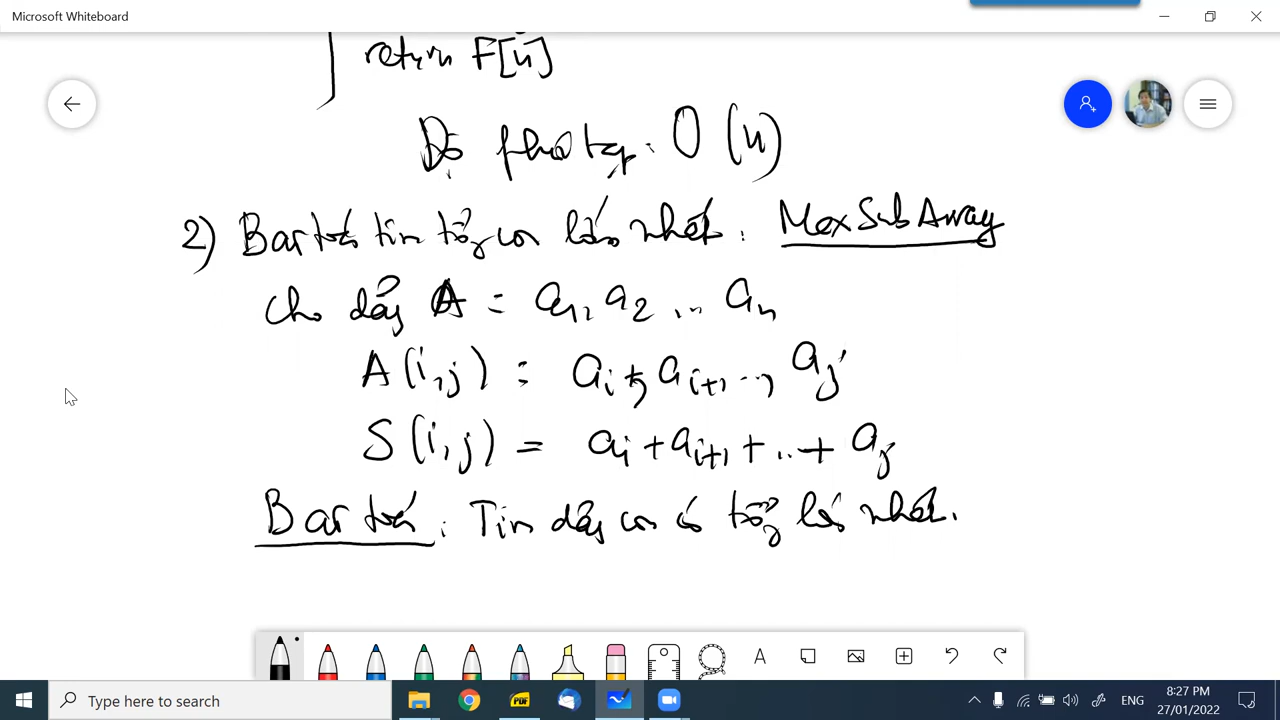 Microsoft Whiteboard
return F[n]
Độ phức tạp: O(n)
2) Bài toán tìm tổng con lớn nhất: MaxSubArray
Cho dãy A = a1, a2 ... an
A(i,j) = ai, ai+1 ..., aj
S(i,j) = ai + ai+1 + ... + aj
Bài toán: Tìm dãy con có tổng lớn nhất.
A
Type here to search
PDF
ENG
8:27 PM
27/01/2022